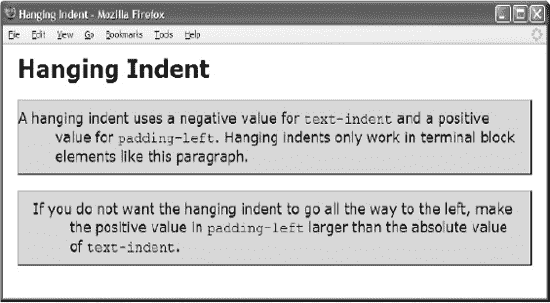 Hanging Indent - Mozilla Firefox
File Edit View Go Bookmarks Tools Help
Hanging Indent
A hanging indent uses a negative value for text-indent and a positive
value for padding-left. Hanging indents only work in terminal block
elements like this paragraph.
If you do not want the hanging indent to go all the way to the left, make
the positive value in padding-left larger than the absolute value
of text-indent.